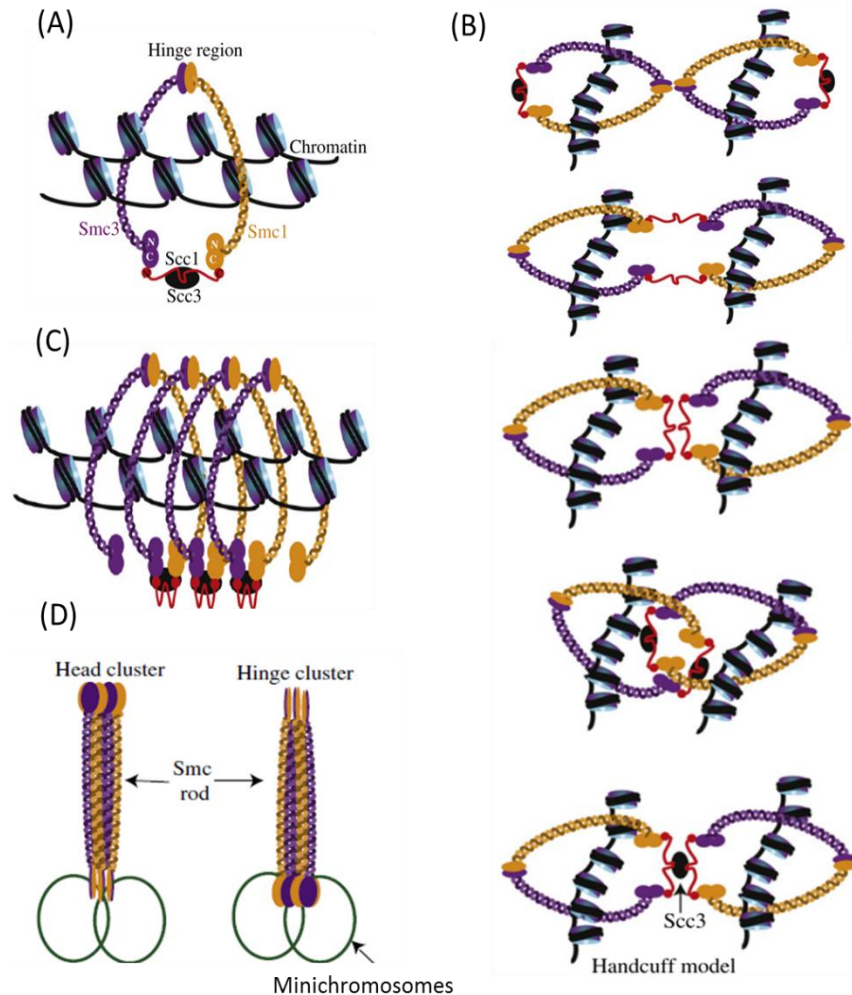 (A)
Hinge region
Chromatin
Smc3
Smc1
N
C
N
C
Scc1
Scc3
(B)
Scc3
Handcuff model
(C)
(D)
Head cluster
Hinge cluster
Smc
rod
Minichromosomes